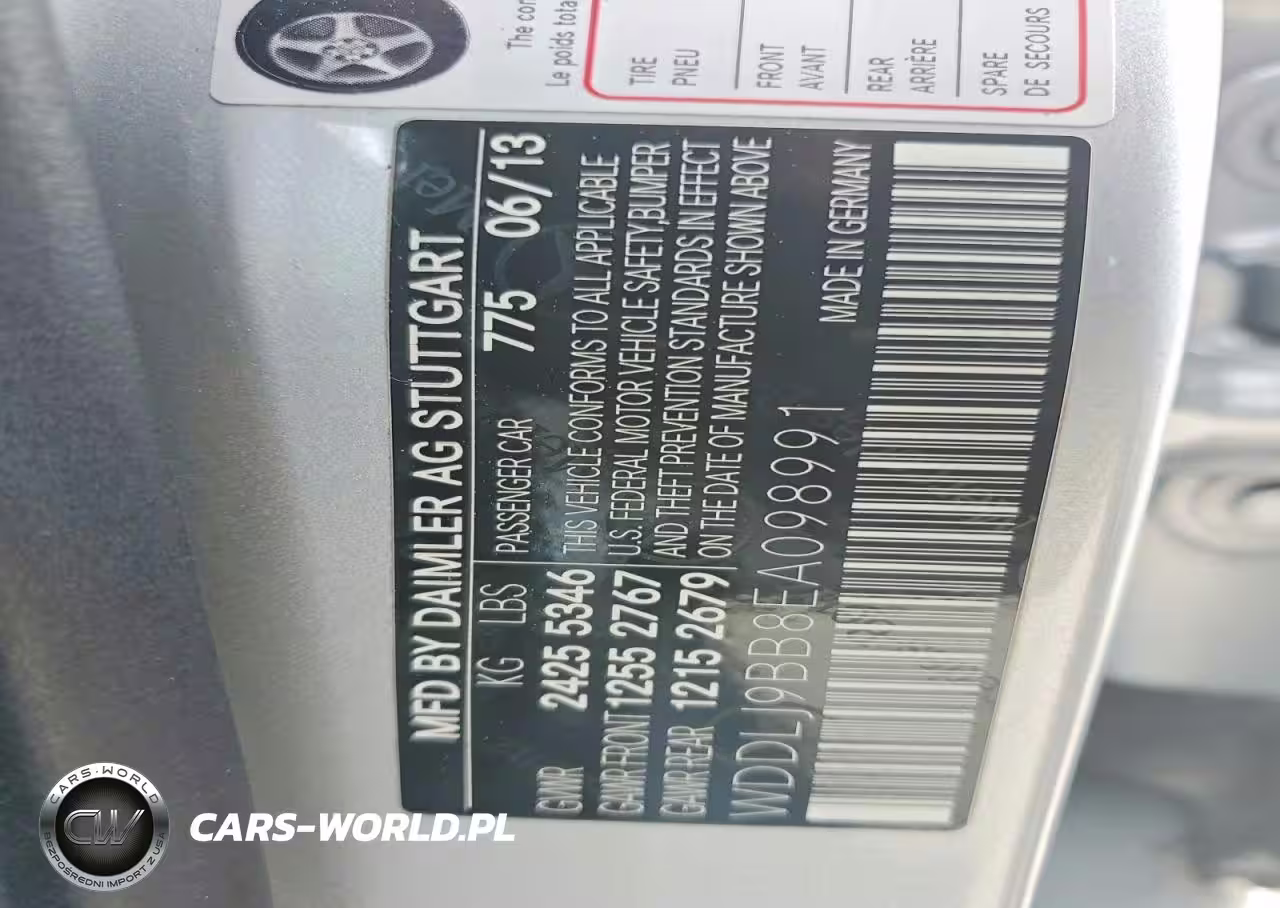 The con
Le poids tota
TIRE
PNEU
FRONT
AVANT
REAR
ARRIÈRE
SPARE
DE SECOURS
MFD BY DAIMLER AG STUTTGART
KG LBS PASSENGER CAR 775 06/13
GVWR 2425 5346 THIS VEHICLE CONFORMS TO ALL APPLICABLE
GAWR FRONT 1255 2767 U.S. FEDERAL MOTOR VEHICLE SAFETY,BUMPER
GAWR REAR 1215 2679 AND THEFT PREVENTION STANDARDS IN EFFECT
ON THE DATE OF MANUFACTURE SHOWN ABOVE
WDDLJ9BB8EA098991 MADE IN GERMANY
CARS-WORLD
CW
BEZPOŚREDNI IMPORT Z USA
CARS-WORLD.PL